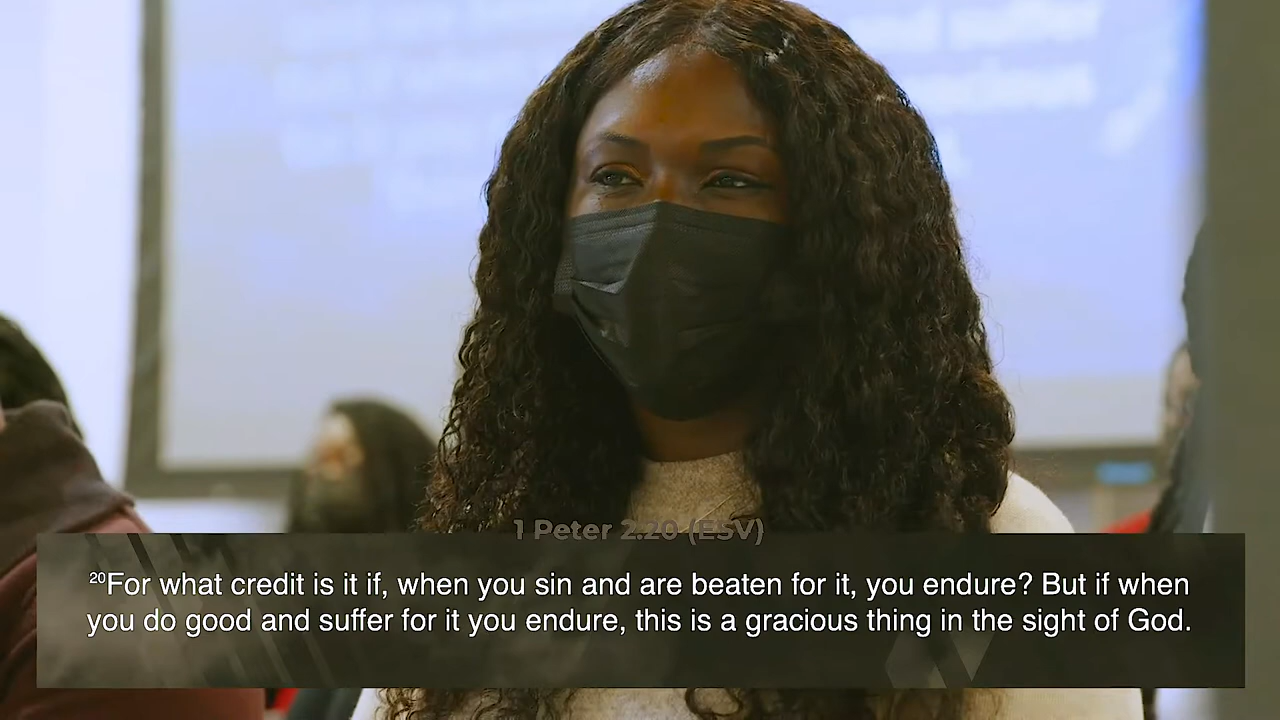 1 Peter 2:20 (ESV)
20For what credit is it if, when you sin and are beaten for it, you endure? But if when
you do good and suffer for it you endure, this is a gracious thing in the sight of God.